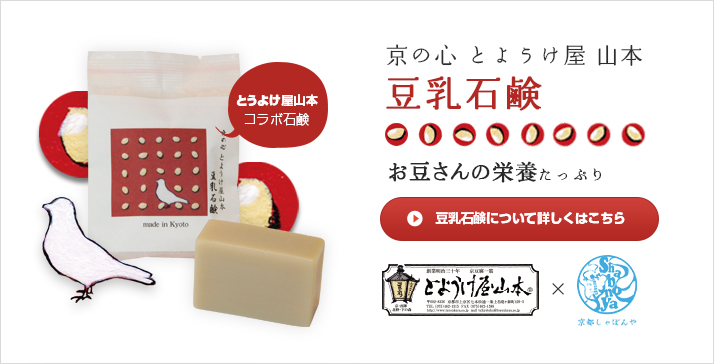 京の心 とようけ屋 山本
豆乳石鹸
お豆さんの栄養たっぷり
豆乳石鹸について詳しくはこちら
とうよけ屋山本
コラボ石鹸
京の心 とようけ屋山本
豆乳石鹸
made in Kyoto
とようけ屋山本
×
Shabonya
京都しゃぼんや